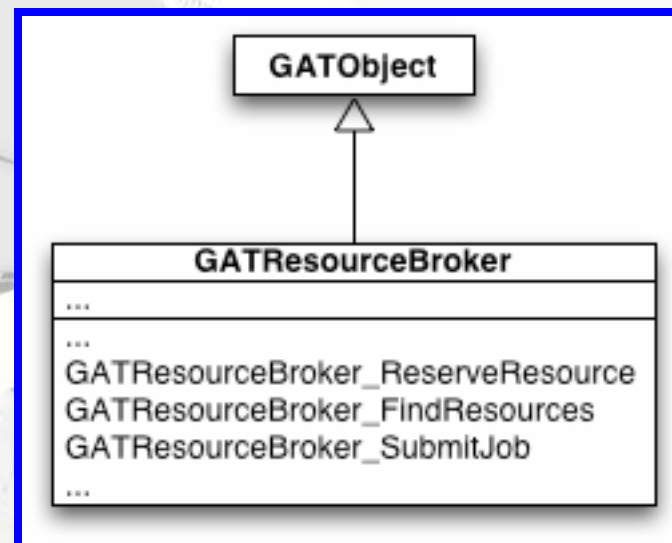 GATObject
GATResourceBroker
...
...
GATResourceBroker_ReserveResource
GATResourceBroker_FindResources
GATResourceBroker_SubmitJob
...